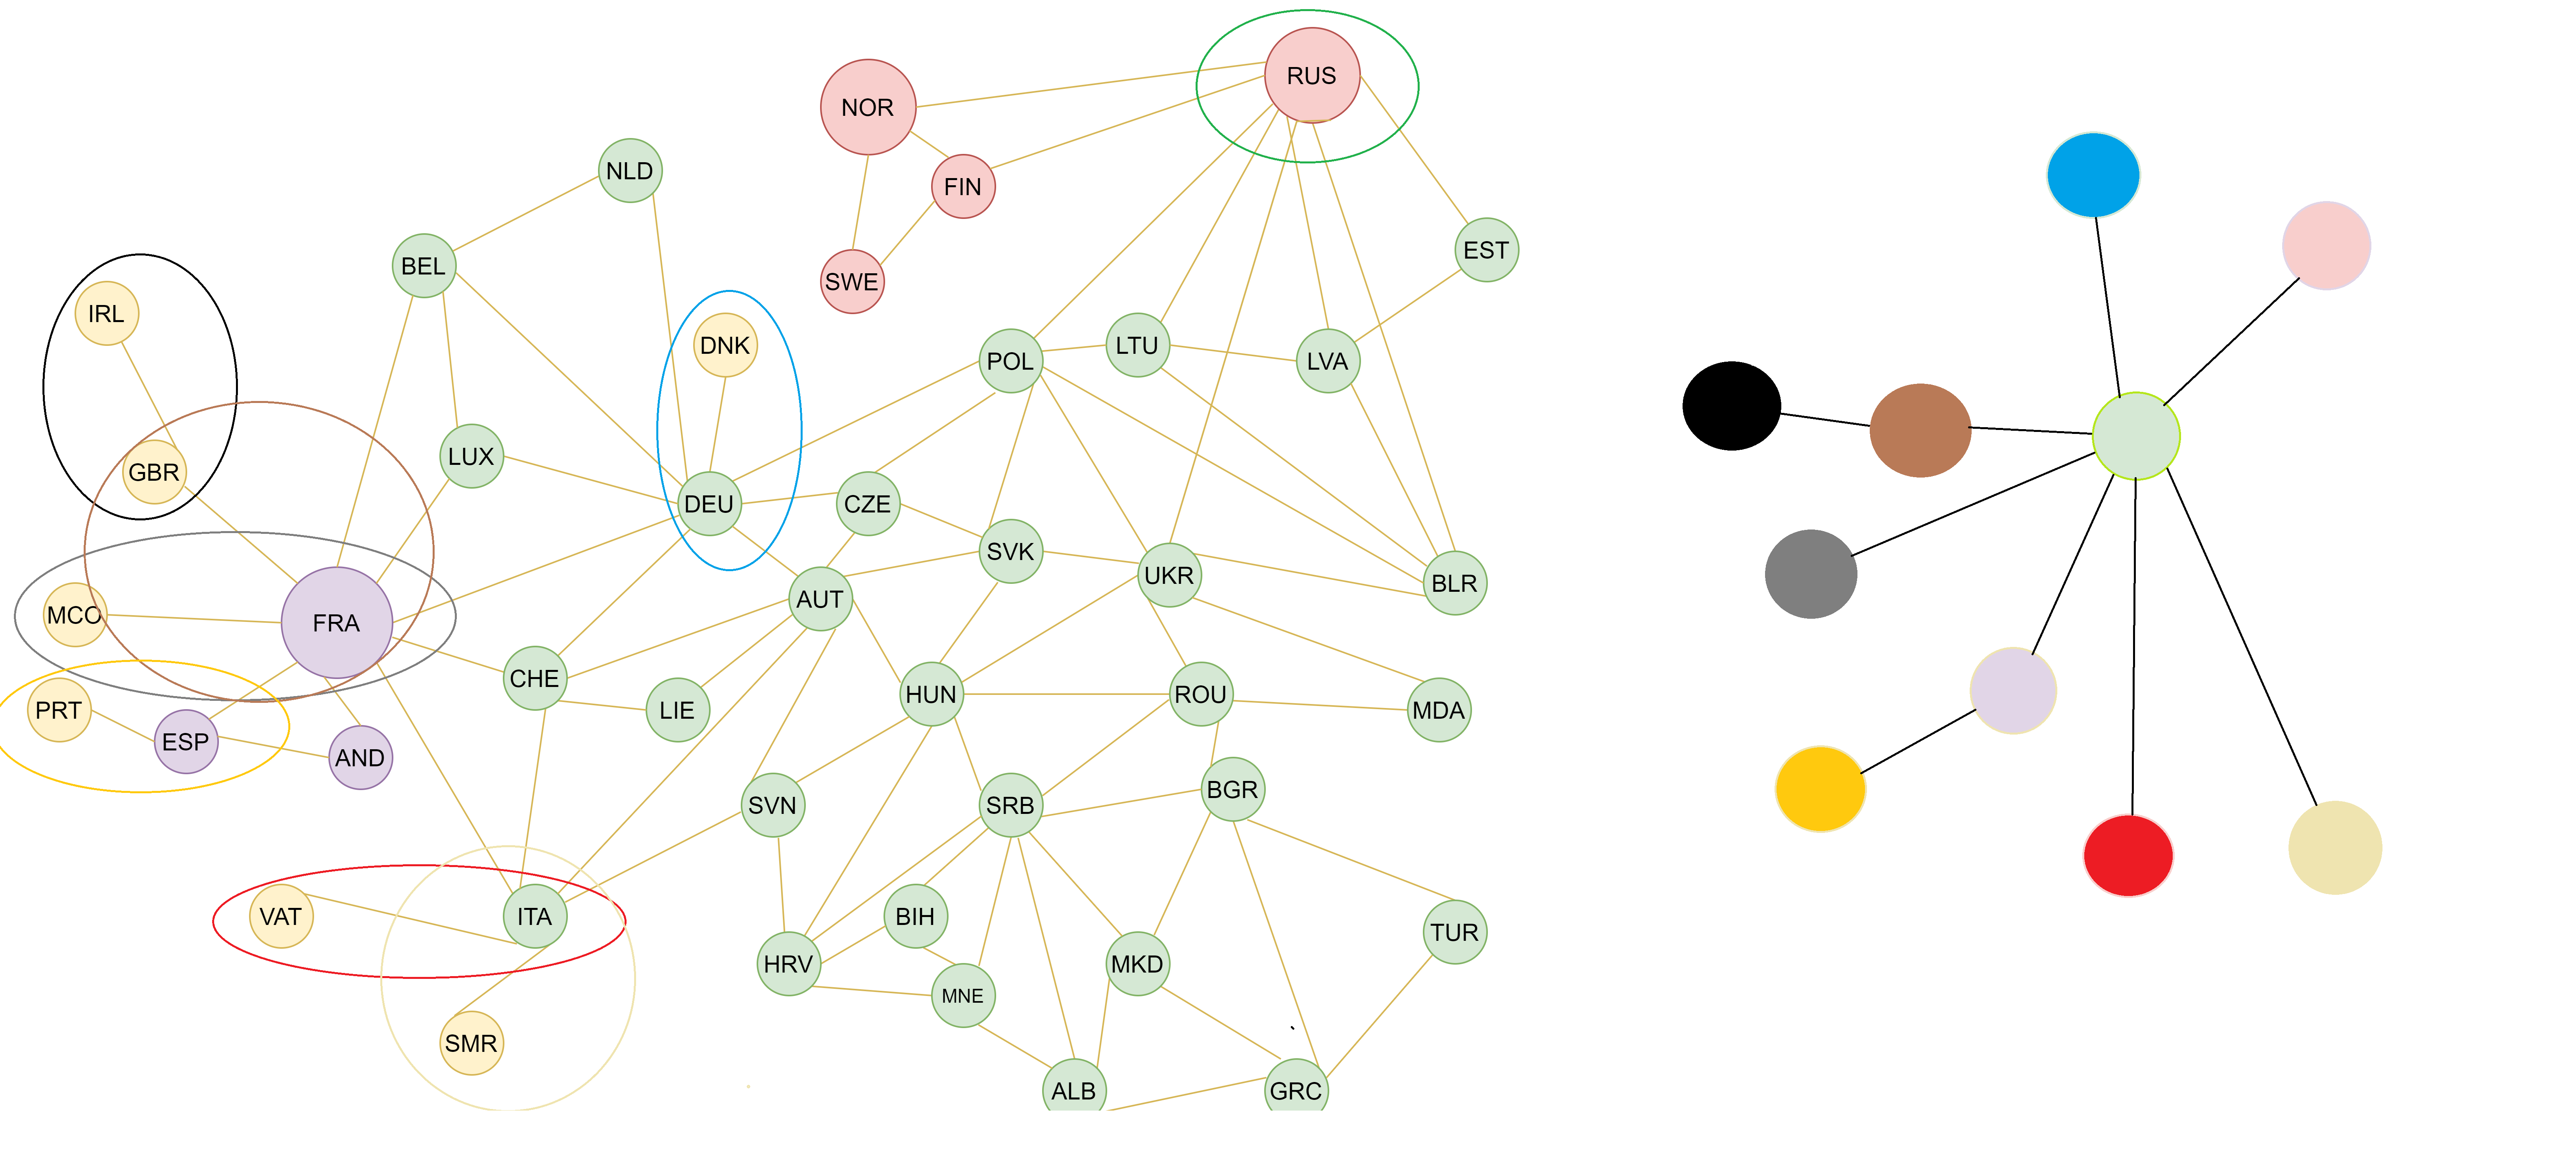 RUS
NOR
NLD
FIN
EST
BEL
SWE
IRL
DNK
POL
LTU
LVA
LUX
GBR
DEU
CZE
SVK
UKR
BLR
AUT
MCO
FRA
CHE
LIE
HUN
ROU
MDA
PRT
ESP
AND
SVN
SRB
BGR
VAT
ITA
BIH
TUR
HRV
MKD
MNE
SMR
ALB
GRC